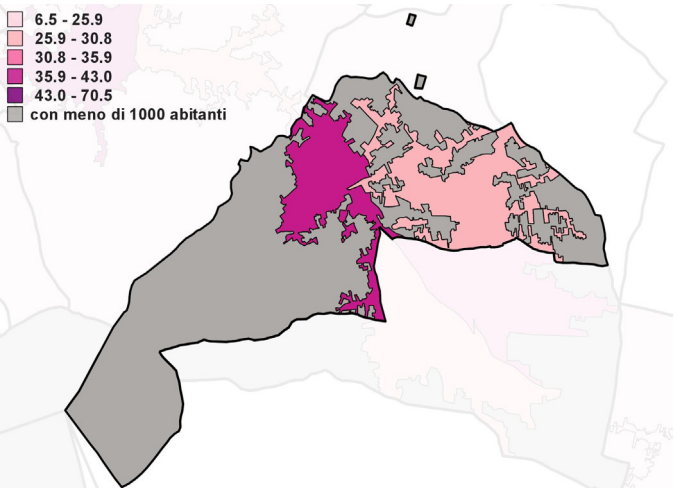 6.5 - 25.9
25.9 - 30.8
30.8 - 35.9
35.9 - 43.0
43.0 - 70.5
con meno di 1000 abitanti